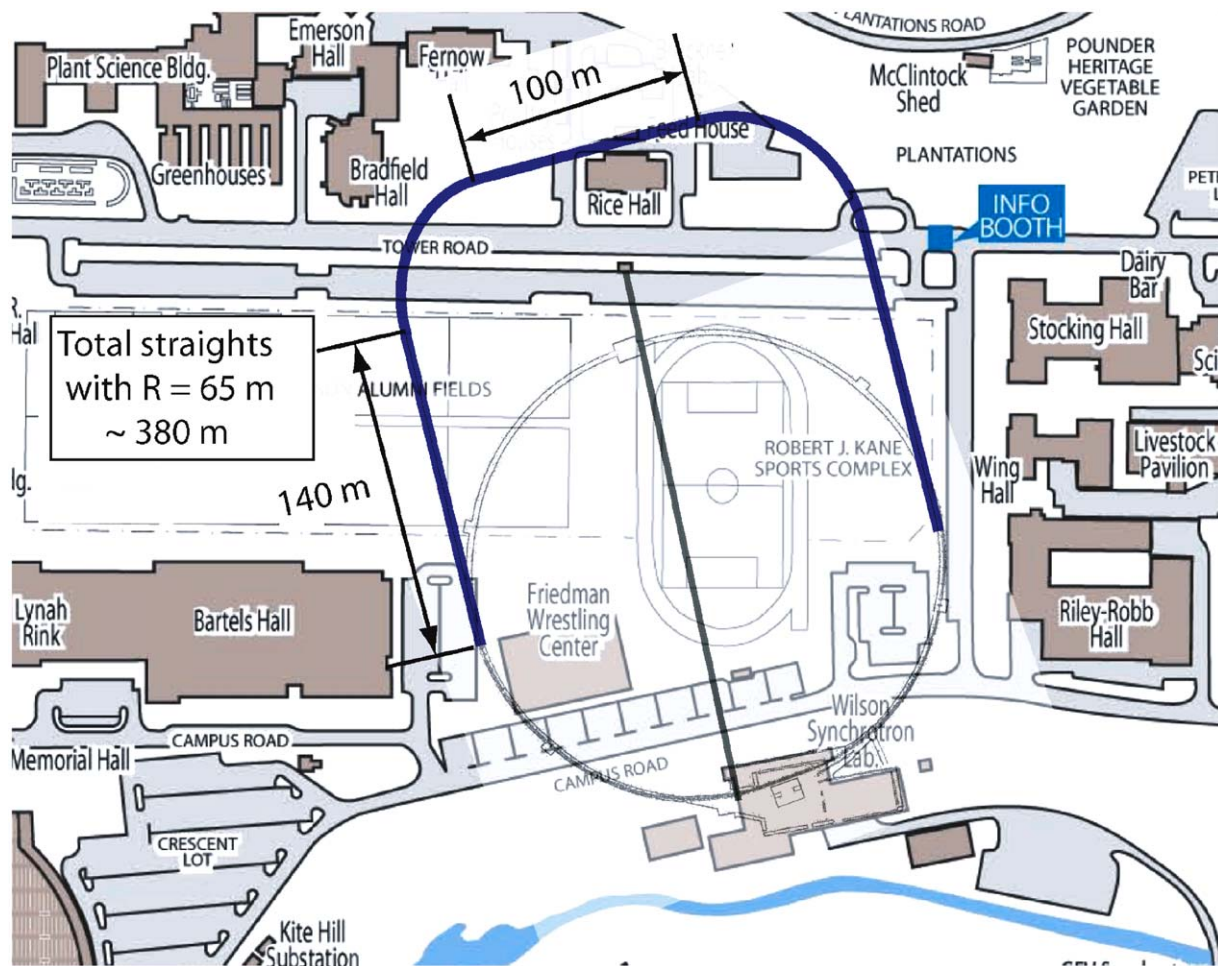 PLANTATIONS ROAD
Emerson
Hall
Fernow
Plant Science Bldg.
100 m
McClintock
Shed
POUNDER
HERITAGE
VEGETABLE
GARDEN
Greenhouses
Bradfield
Hall
eed House
Rice Hall
PLANTATIONS
INFO
BOOTH
TOWER ROAD
Dairy
Bar
Stocking Hall
Hall
Total straights
with R = 65 m
~ 380 m
ALUMNI FIELDS
140 m
ROBERT J. KANE
SPORTS COMPLEX
Wing
Hall
Livestock
Pavilion
Lynah
Rink
Bartels Hall
Friedman
Wrestling
Center
Riley-Robb
Hall
Memorial Hall
CAMPUS ROAD
CAMPUS ROAD
Wilson
Synchrotron
Lab.
CRESCENT
LOT
Kite Hill
Substation